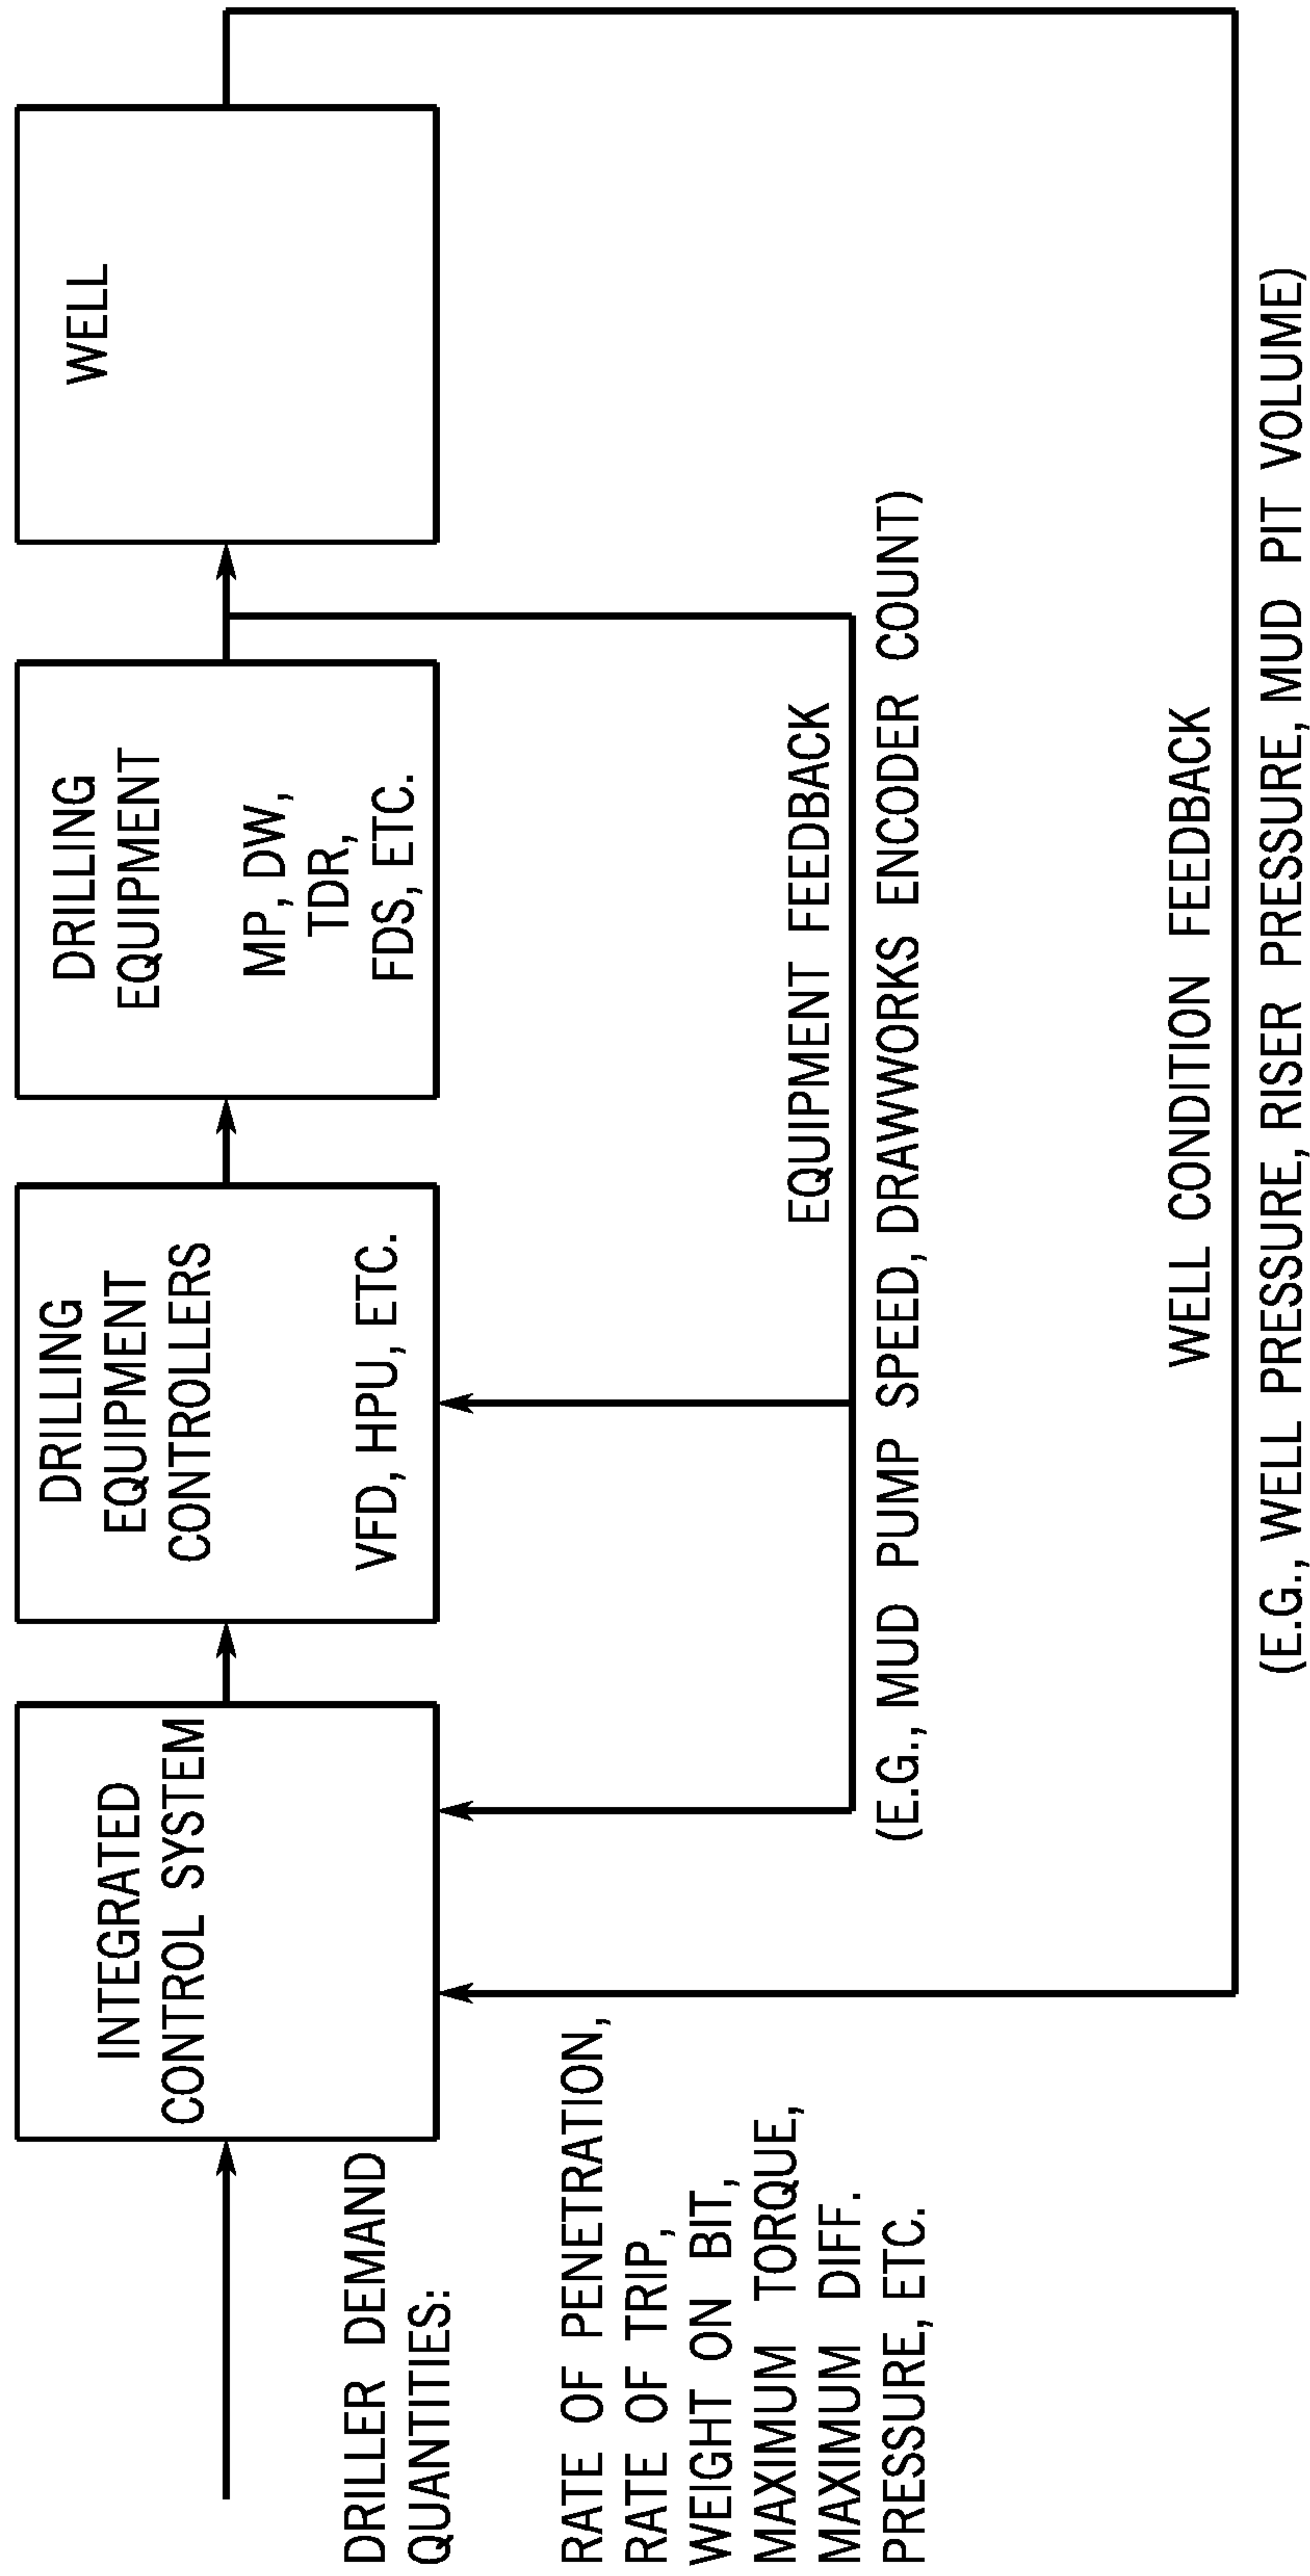 INTEGRATED
CONTROL SYSTEM
DRILLING
EQUIPMENT
CONTROLLERS
VFD, HPU, ETC.
DRILLING
EQUIPMENT
MP, DW,
TDR,
FDS, ETC.
WELL
DRILLER DEMAND
QUANTITIES:
RATE OF PENETRATION,
RATE OF TRIP,
WEIGHT ON BIT,
MAXIMUM TORQUE,
MAXIMUM DIFF.
PRESSURE, ETC.
EQUIPMENT FEEDBACK
(E.G., MUD PUMP SPEED, DRAWWORKS ENCODER COUNT)
WELL CONDITION FEEDBACK
(E.G., WELL PRESSURE, RISER PRESSURE, MUD PIT VOLUME)